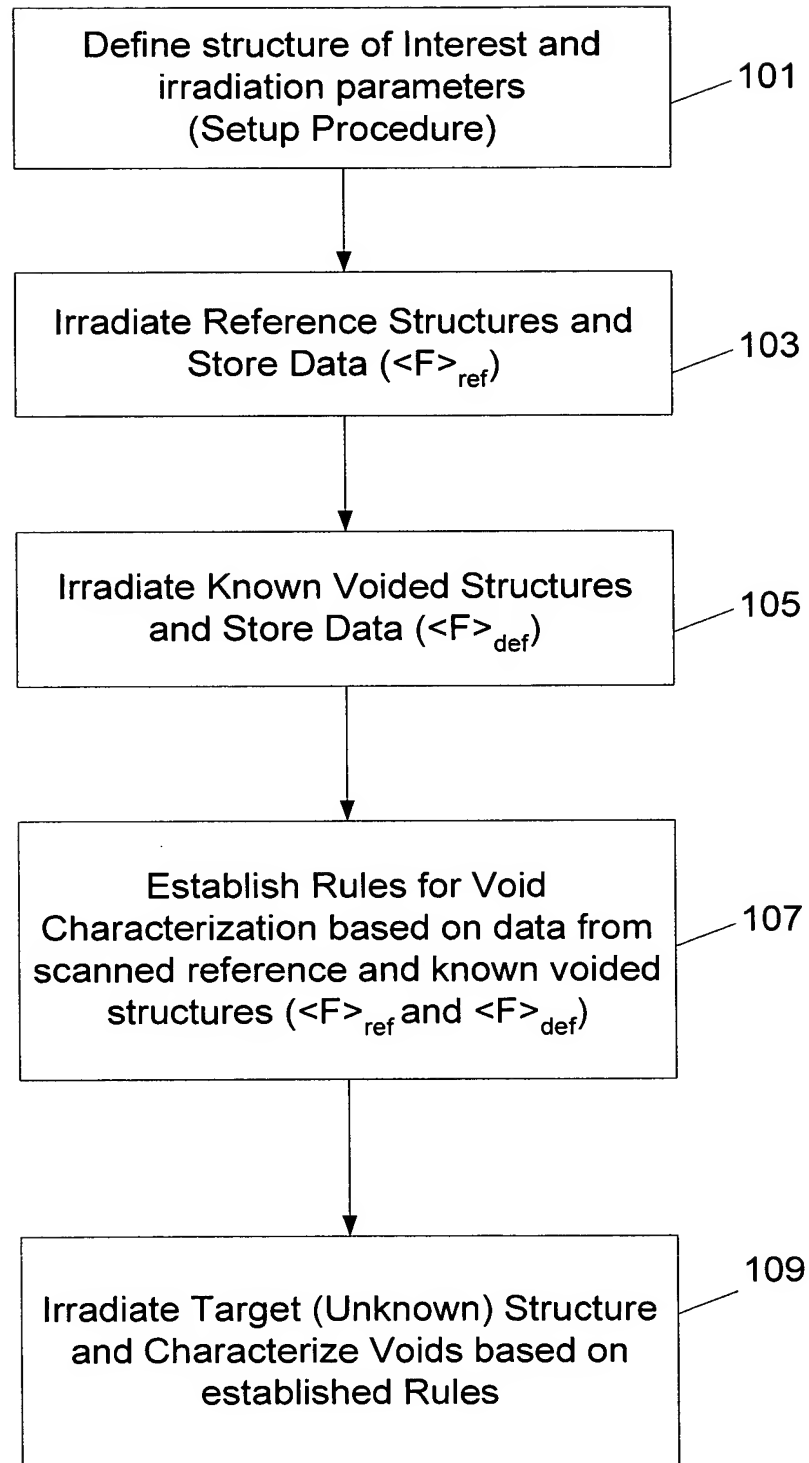 Define structure of Interest and
irradiation parameters
(Setup Procedure)
101
Irradiate Reference Structures and
Store Data (<F>ref)
103
Irradiate Known Voided Structures
and Store Data (<F>def)
105
Establish Rules for Void
Characterization based on data from
scanned reference and known voided
structures (<F>ref and <F>def)
107
Irradiate Target (Unknown) Structure
and Characterize Voids based on
established Rules
109